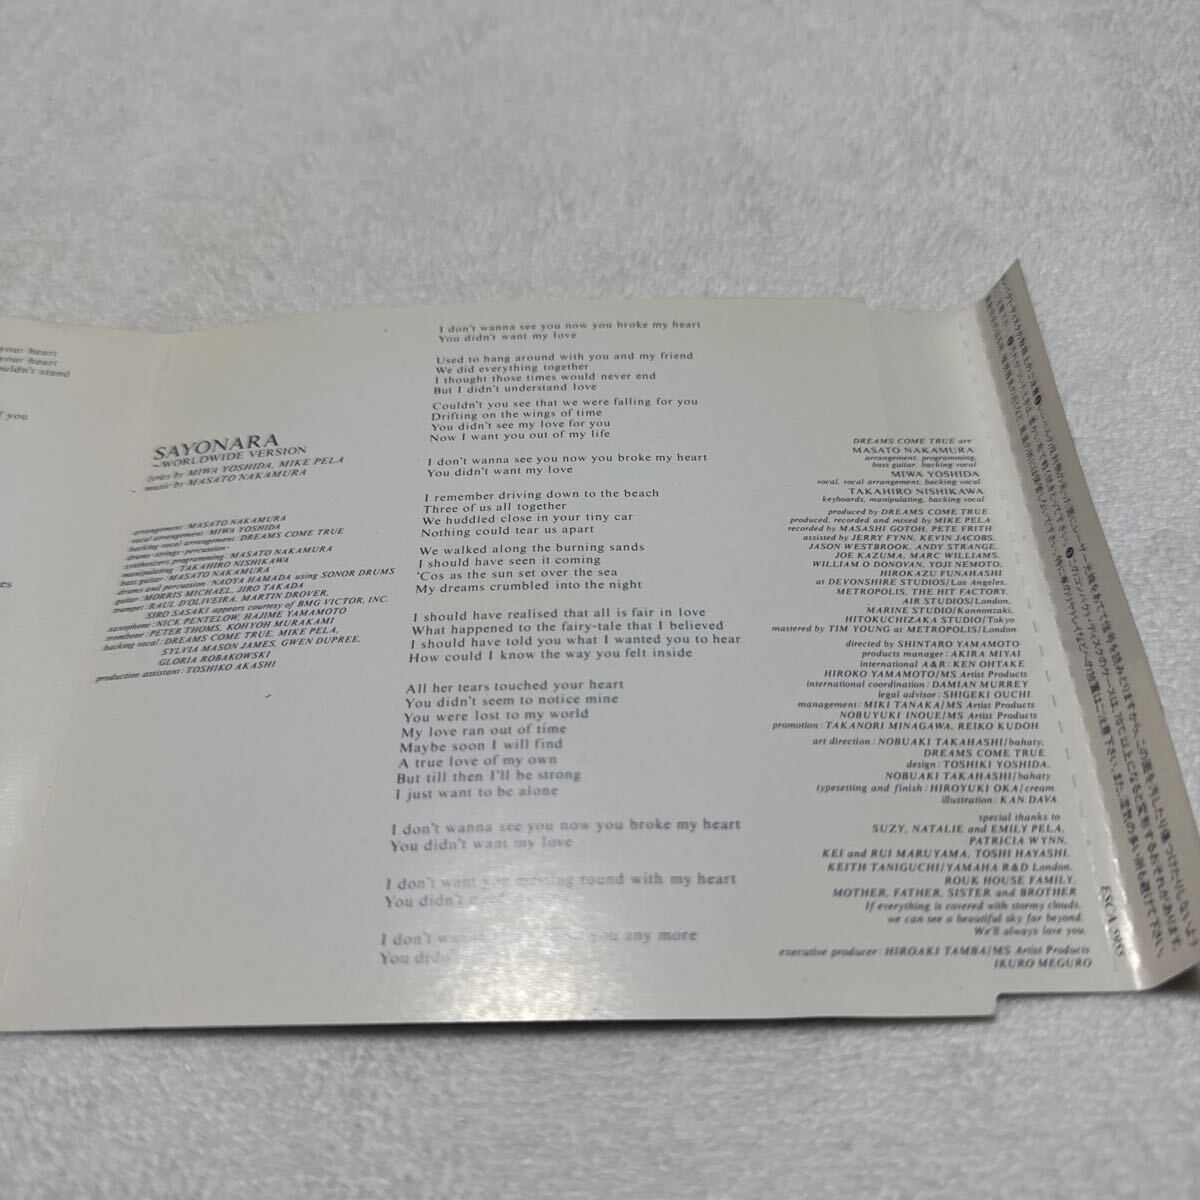 your heart
your heart
ouldn't stand
f you
es
SAYONARA
~WORLDWIDE VERSION
lyrics by MIWA YOSHIDA, MIKE PELA
music by MASATO NAKAMURA
arrangement : MASATO NAKAMURA
vocal arrangement : MIWA YOSHIDA
backing vocal arrangement : DREAMS COME TRUE
drums・strings・percussion・
synthesizers programming : MASATO NAKAMURA
manipulating : TAKAHIRO NISHIKAWA
bass guitar : MASATO NAKAMURA
drums and percussion : NAOYA HAMADA using SONOR DRUMS
guitar : MORRIS MICHAEL, JIRO TAKADA
trumpet : RAUL D'OLIVEIRA, MARTIN DROVER,
SIRO SASAKI appears courtesy of BMG VICTOR, INC.
saxophone : NICK PENTELOW, HAJIME YAMAMOTO
trombone : PETER THOMS, KOHYOH MURAKAMI
backing vocal : DREAMS COME TRUE, MIKE PELA,
SYLVIA MASON JAMES, GWEN DUPREE,
GLORIA ROBAKOWSKI
production assistant : TOSHIKO AKASHI
I don't wanna see you now you broke my heart
You didn't want my love
Used to hang around with you and my friend
We did everything together
I thought those times would never end
But I didn't understand love
Couldn't you see that we were falling for you
Drifting on the wings of time
You didn't see my love for you
Now I want you out of my life
I don't wanna see you now you broke my heart
You didn't want my love
I remember driving down to the beach
Three of us all together
We huddled close in your tiny car
Nothing could tear us apart
We walked along the burning sands
I should have seen it coming
'Cos as the sun set over the sea
My dreams crumbled into the night
I should have realised that all is fair in love
What happened to the fairy-tale that I believed
I should have told you what I wanted you to hear
How could I know the way you felt inside
All her tears touched your heart
You didn't seem to notice mine
You were lost to my world
My love ran out of time
Maybe soon I will find
A true love of my own
But till then I'll be strong
I just want to be alone
I don't wanna see you now you broke my heart
You didn't want my love
I don't want you messing round with my heart
You didn't
I don't wan you any more
You didn
DREAMS COME TRUE are
MASATO NAKAMURA
arrangement, programming,
bass guitar, backing vocal
MIWA YOSHIDA
vocal, vocal arrangement, backing vocal
TAKAHIRO NISHIKAWA
keyboards, manipulating, backing vocal
produced by DREAMS COME TRUE
produced, recorded and mixed by MIKE PELA
recorded by MASASHI GOTOH, PETE FRITH
assisted by JERRY FYNN, KEVIN JACOBS,
JASON WESTBROOK, ANDY STRANGE,
JOE KAZUMA, MARC WILLIAMS,
WILLIAM O DONOVAN, YOJI NEMOTO,
HIROKAZU FUNAHASHI
at DEVONSHIRE STUDIOS/Los Angeles,
METROPOLIS, THE HIT FACTORY,
AIR STUDIOS/London,
MARINE STUDIO/Kannonzaki,
HITOKUCHIZAKA STUDIO/Tokyo
mastered by TIM YOUNG at METROPOLIS/London
directed by SHINTARO YAMAMOTO
products manager : AKIRA MIYAI
international A&R : KEN OHTAKE
HIROKO YAMAMOTO/MS Artist Products
international coordination : DAMIAN MURREY
legal advisor : SHIGEKI OUCHI
management : MIKI TANAKA/MS Artist Products
NOBUYUKI INOUE/MS Artist Products
promotion : TAKANORI MINAGAWA, REIKO KUDOH
art direction : NOBUAKI TAKAHASHI/bahaty,
DREAMS COME TRUE
design : TOSHIKI YOSHIDA,
NOBUAKI TAKAHASHI/bahaty
typesetting and finish : HIROYUKI OKA/cream
illustration : KAN DAVA
special thanks to
SUZY, NATALIE and EMILY PELA,
PATRICIA WYNN,
KEI and RUI MARUYAMA, TOSHI HAYASHI,
KEITH TANIGUCHI/YAMAHA R&D London,
ROUK HOUSE FAMILY,
MOTHER, FATHER, SISTER and BROTHER
If everything is covered with stormy clouds,
we can see a beautiful sky far beyond.
We'll always love you.
executive producer : HIROAKI TAMBA/MS Artist Products
IKURO MEGURO